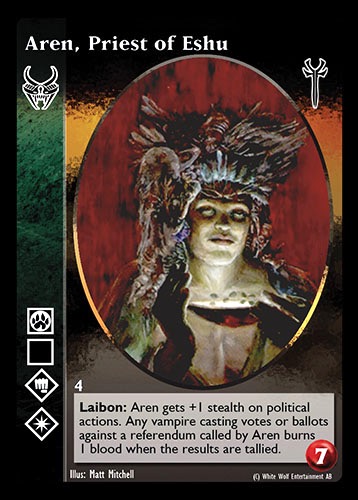 Aren, Priest of Eshu
4
Laibon: Aren gets +1 stealth on political
actions. Any vampire casting votes or ballots
against a referendum called by Aren burns
1 blood when the results are tallied.
7
Illus: Matt Mitchell
(C) White Wolf Entertainment AB